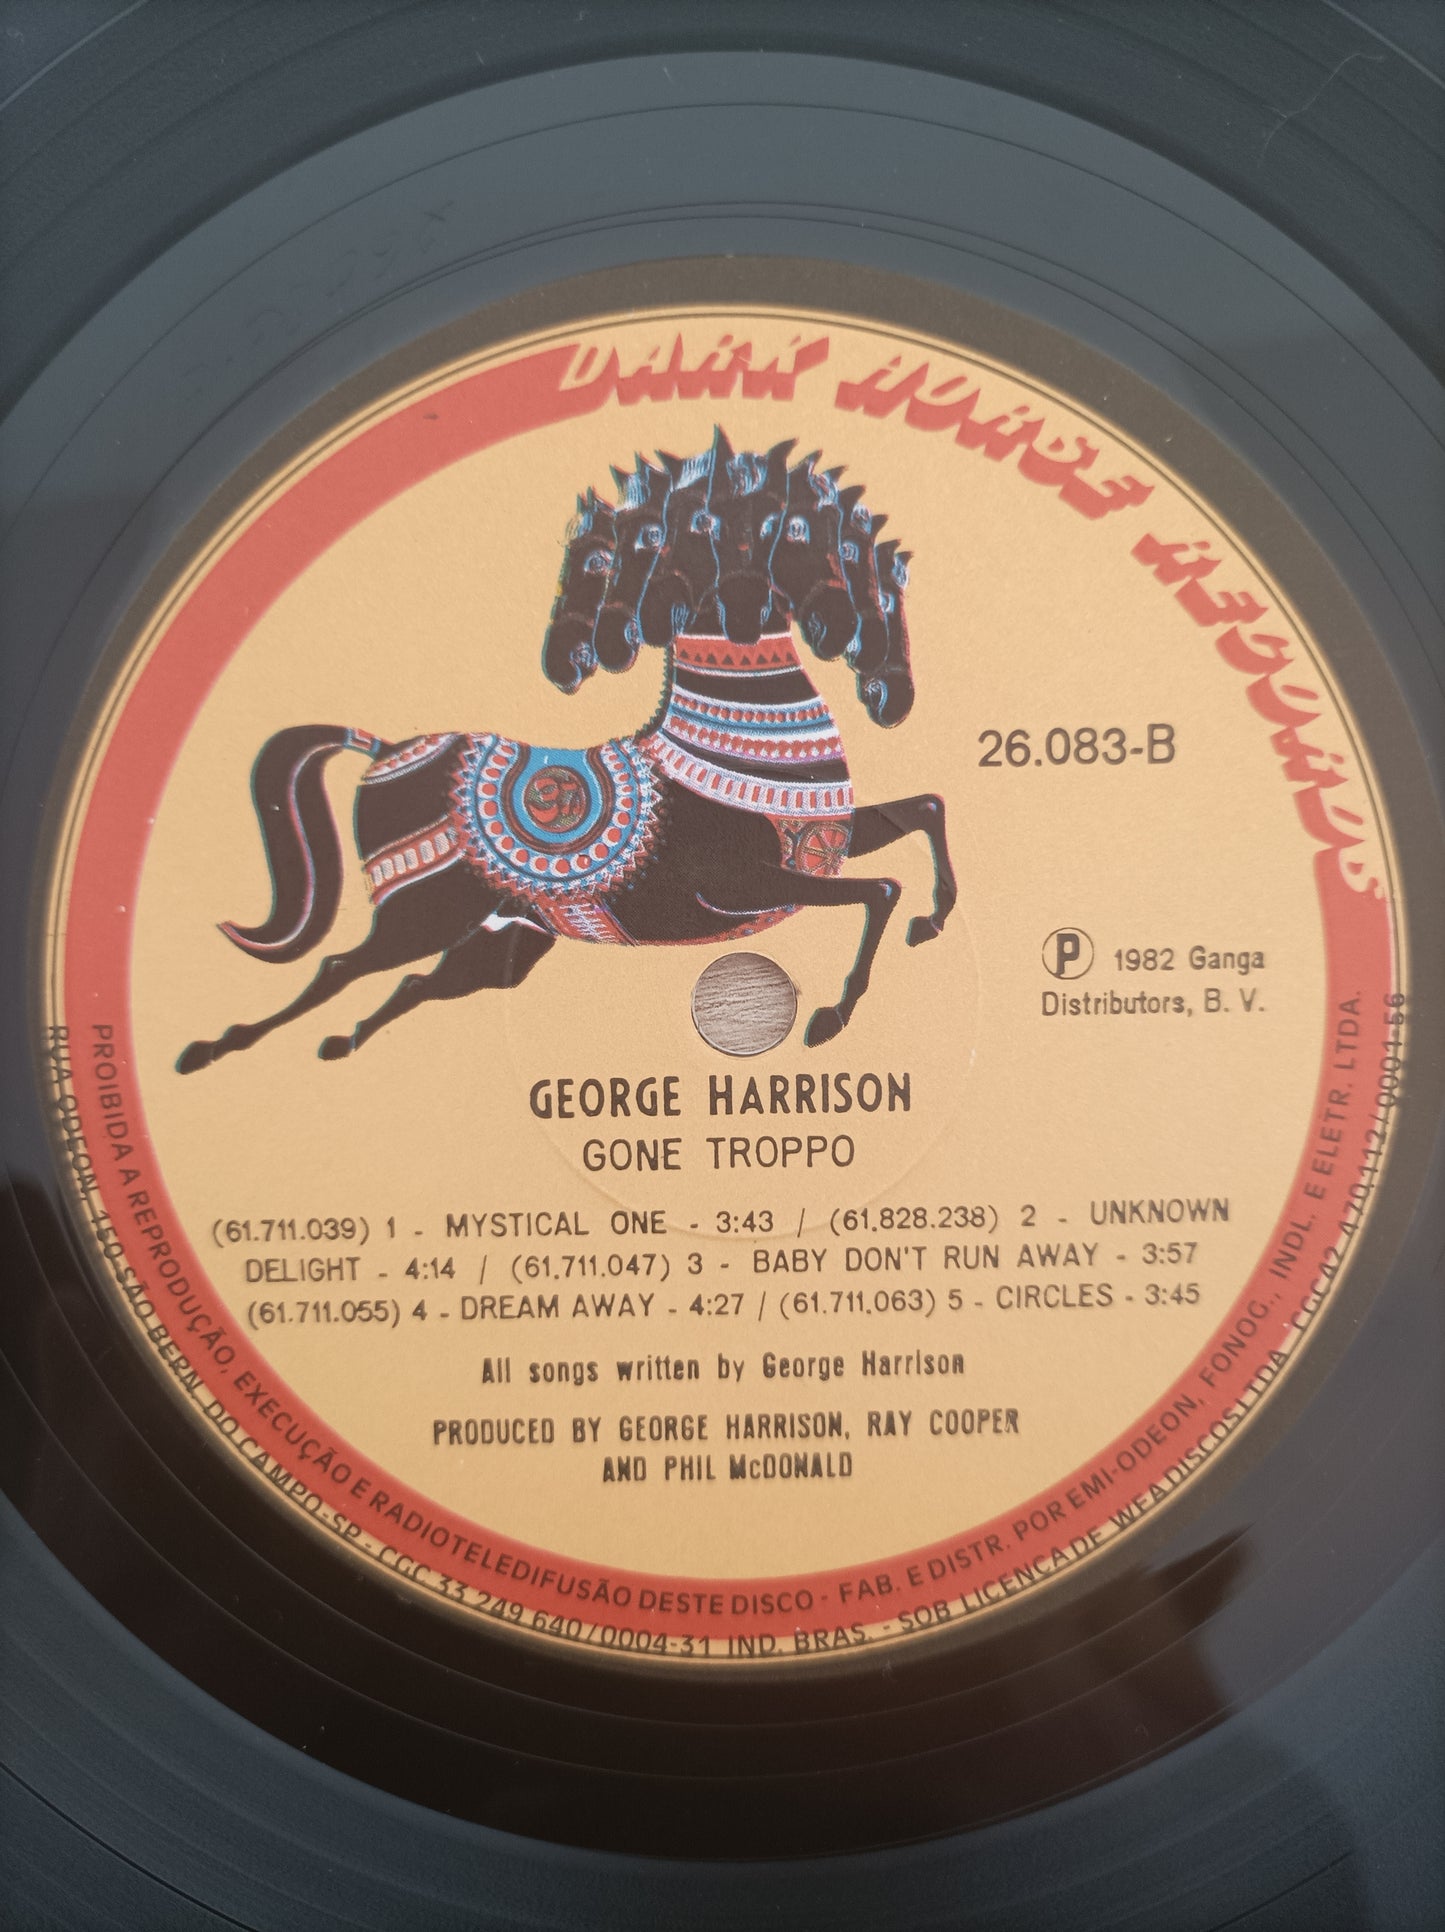 DARK HORSE RECORDS
26.083-B
Ⓟ 1982 Ganga
Distributors, B. V.
GEORGE HARRISON
GONE TROPPO
(61.711.039) 1 - MYSTICAL ONE - 3:43 / (61.828.238) 2 - UNKNOWN
DELIGHT - 4:14 / (61.711.047) 3 - BABY DON'T RUN AWAY - 3:57
(61.711.055) 4 - DREAM AWAY - 4:27 / (61.711.063) 5 - CIRCLES - 3:45
All songs written by George Harrison
PRODUCED BY GEORGE HARRISON, RAY COOPER
AND PHIL McDONALD
PROIBIDA A REPRODUÇÃO, EXECUÇÃO E RADIOTELEDIFUSÃO DESTE DISCO - FAB. E DISTR. POR EMI-ODEON, FONOG., INDL. E ELETR. LTDA.
RUA ODEON, 150-SÃO BERN. DO CAMPO-SP - CGC 33 249 640/0004-31 IND. BRAS. - SOB LICENÇA DE WEA DISCOS LTDA. CGC42 470 112/0001-56